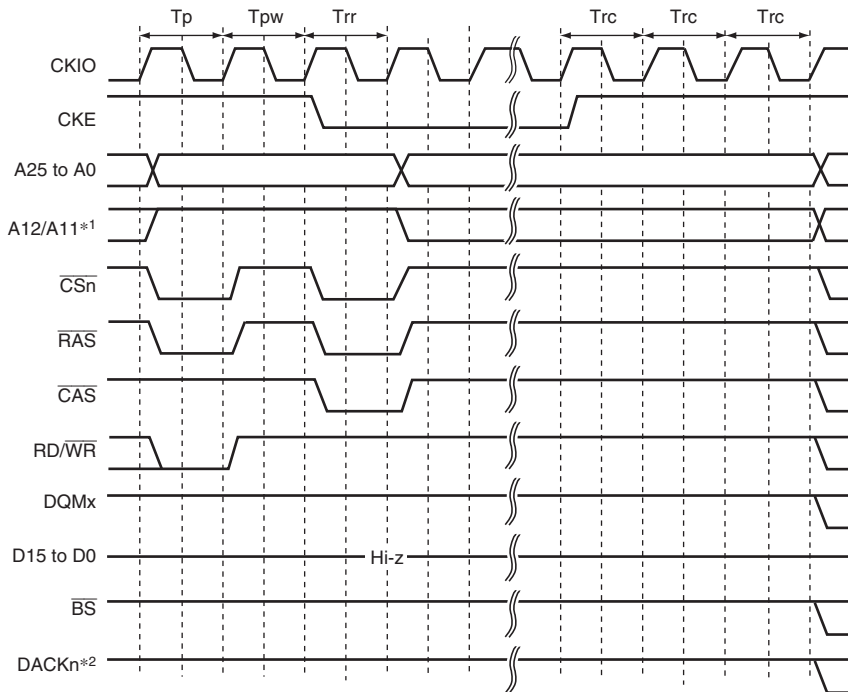 Tp Tpw Trr Trc Trc Trc
CKIO
CKE
A25 to A0
A12/A11*1
CSn
RAS
CAS
RD/WR
DQMx
D15 to D0 Hi-z
BS
DACKn*2